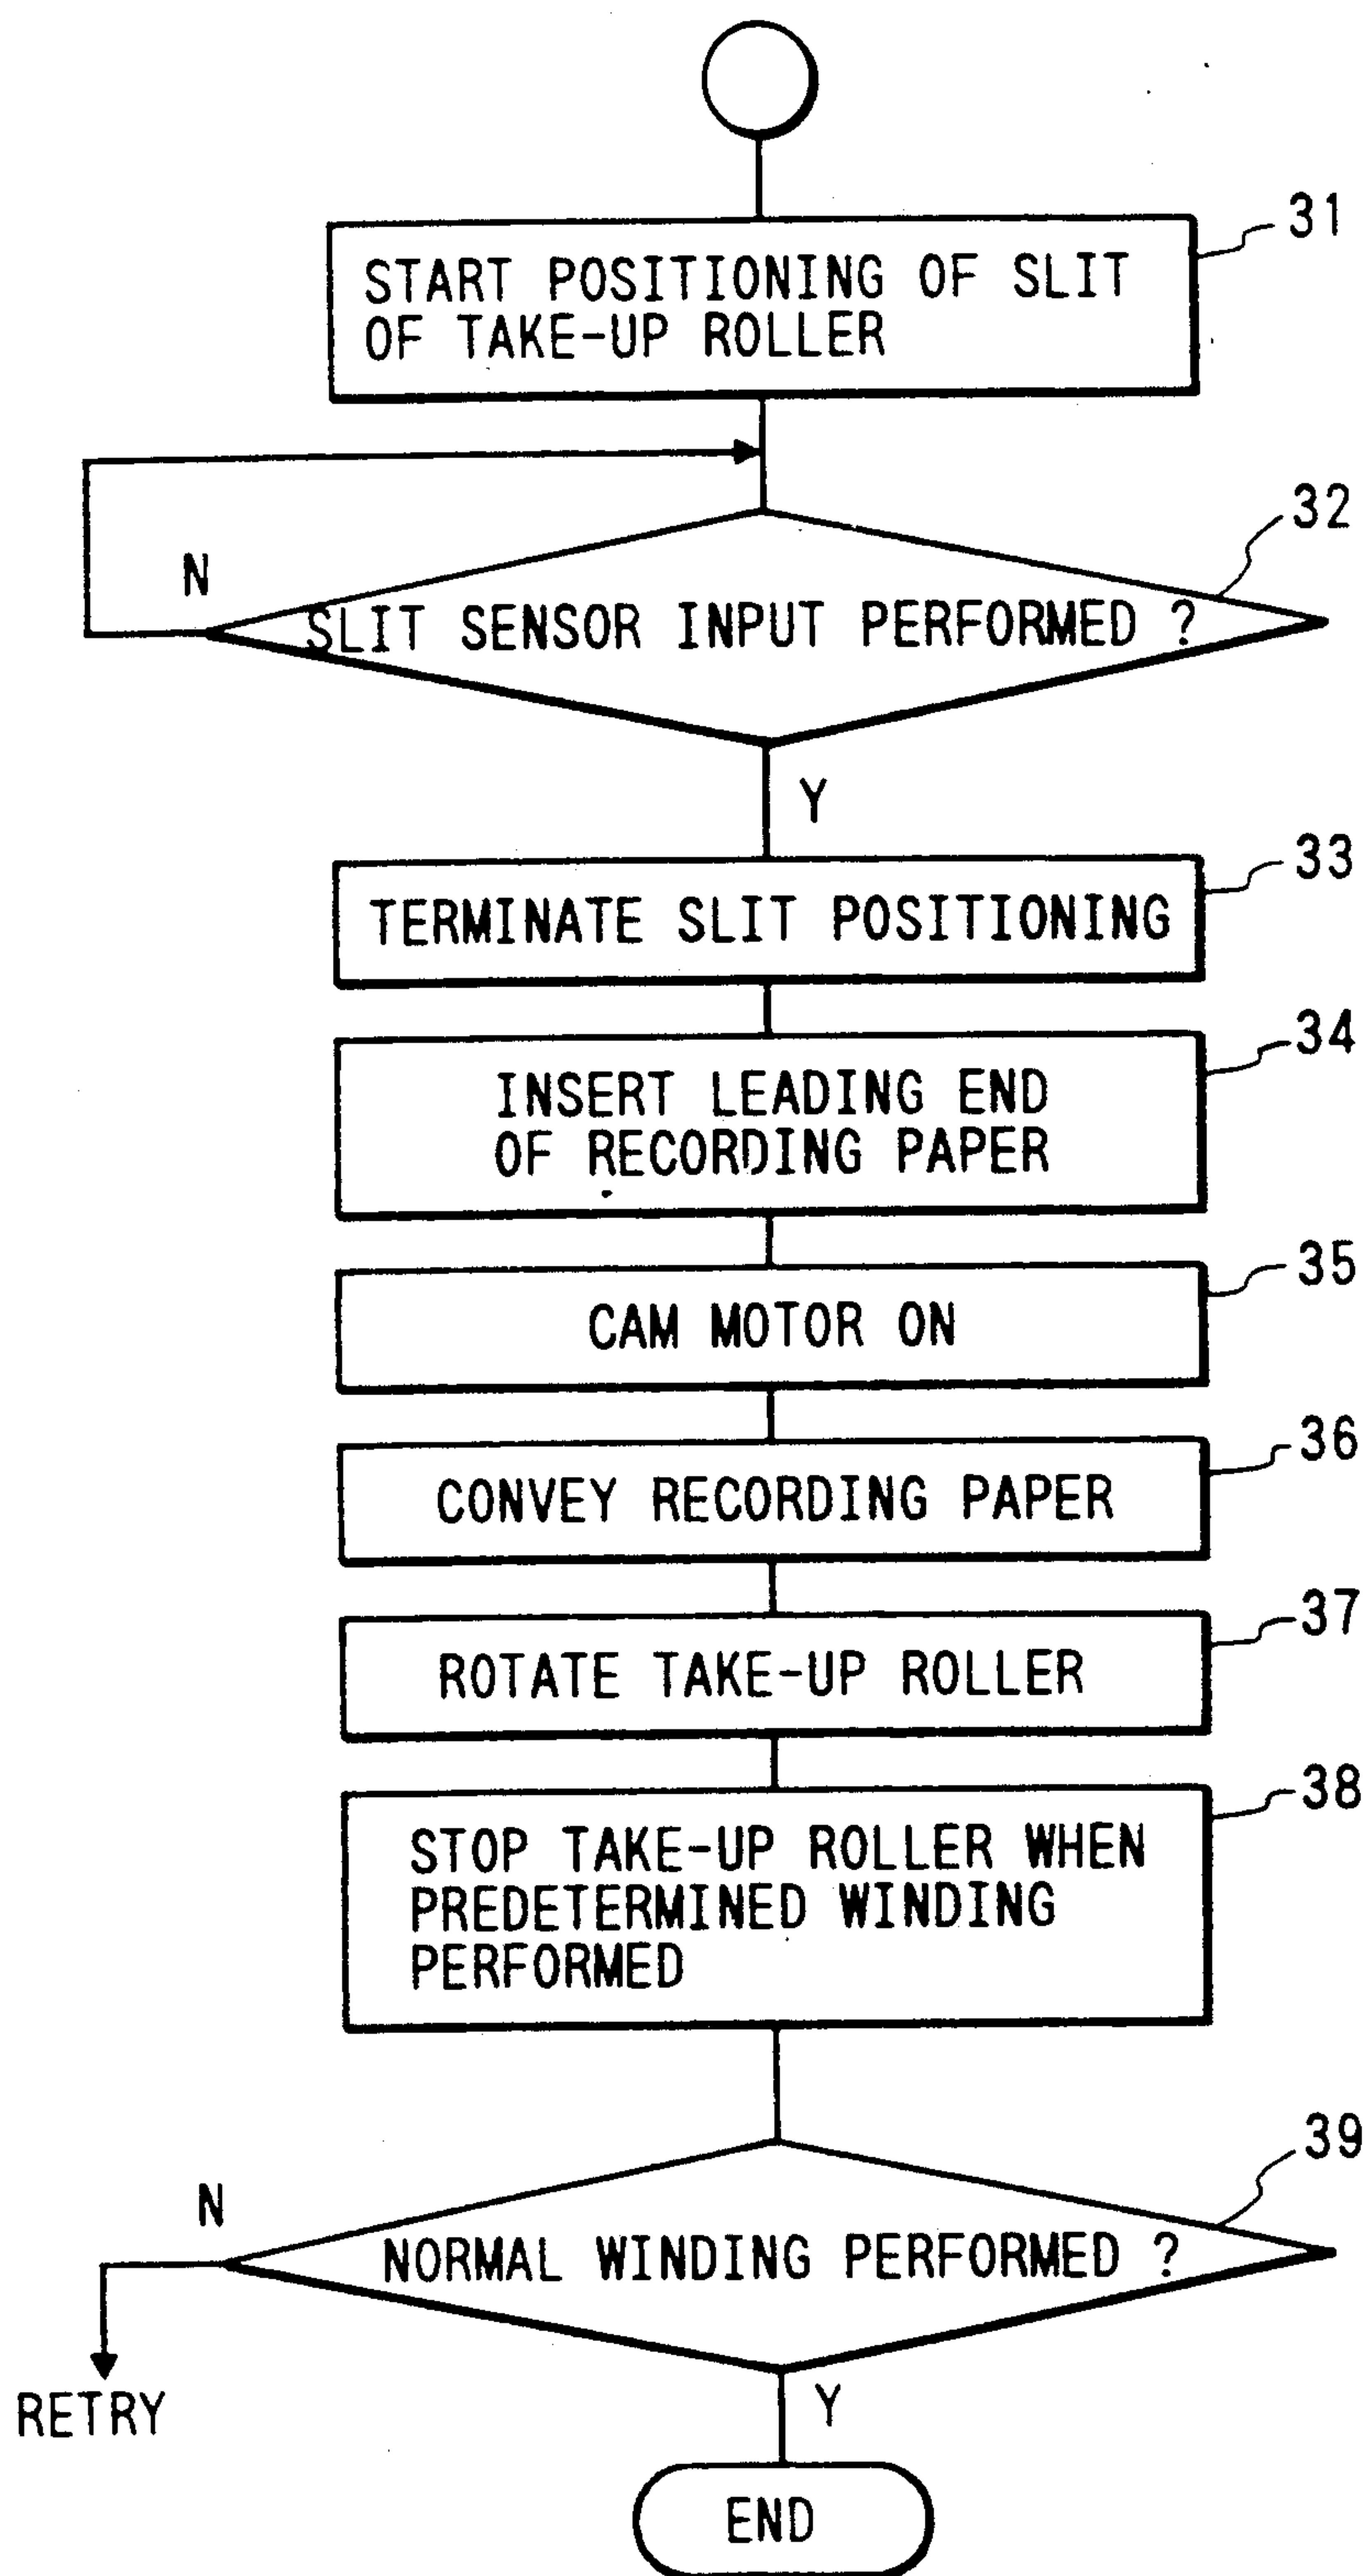 31
START POSITIONING OF SLIT
OF TAKE-UP ROLLER
32
N
SLIT SENSOR INPUT PERFORMED ?
Y
33
TERMINATE SLIT POSITIONING
34
INSERT LEADING END
OF RECORDING PAPER
35
CAM MOTOR ON
36
CONVEY RECORDING PAPER
37
ROTATE TAKE-UP ROLLER
38
STOP TAKE-UP ROLLER WHEN
PREDETERMINED WINDING
PERFORMED
39
N
NORMAL WINDING PERFORMED ?
RETRY
Y
END